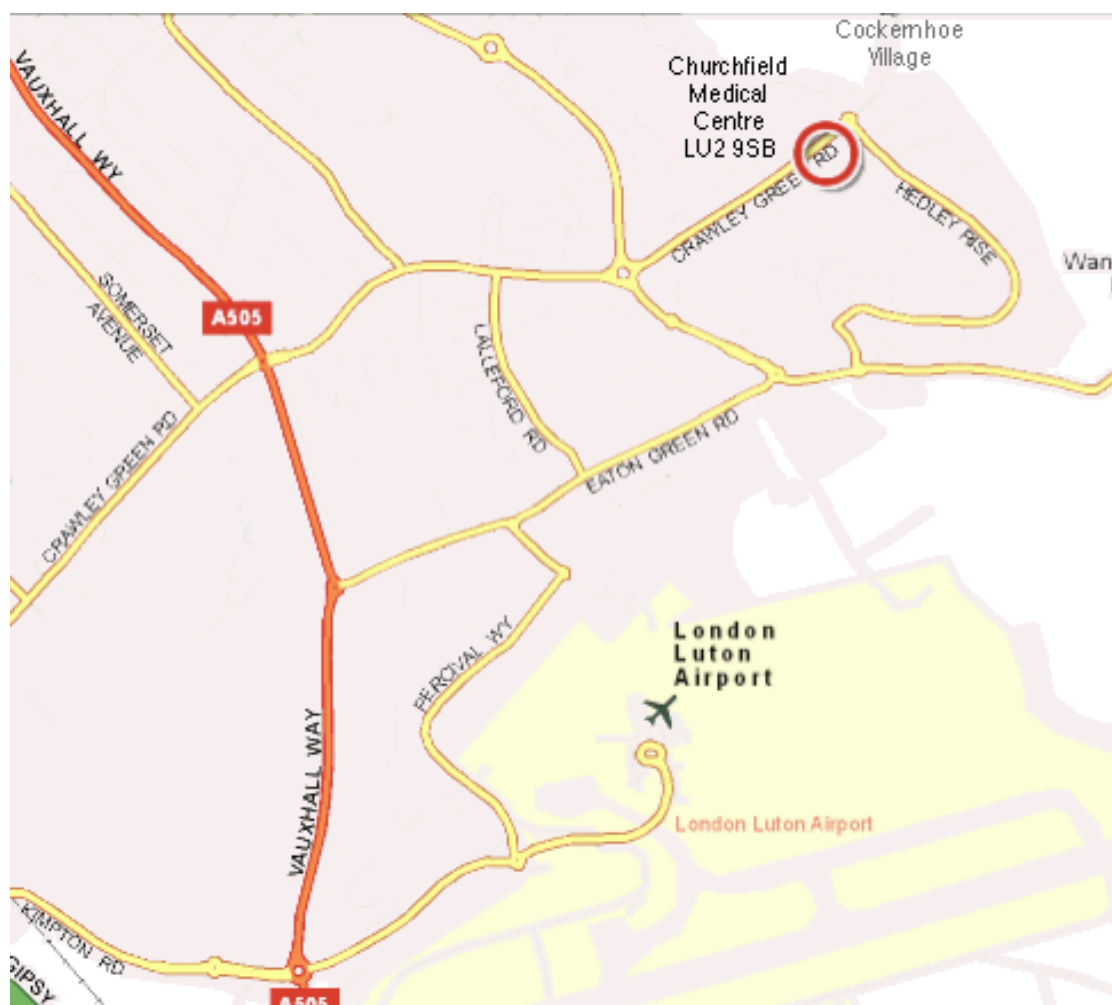 Cockernhoe
Village
VAUXHALL WY
Churchfield
Medical
Centre
LU2 9SB
CRAWLEY GREEN RD
HEDLEY RISE
Wan
SOMERSET
AVENUE
A505
LALLEFORD RD
CRAWLEY GREEN RD
EATON GREEN RD
London
Luton
Airport
PERCIVAL WY
VAUXHALL WAY
London Luton Airport
KIMPTON RD
GIPSY
A505